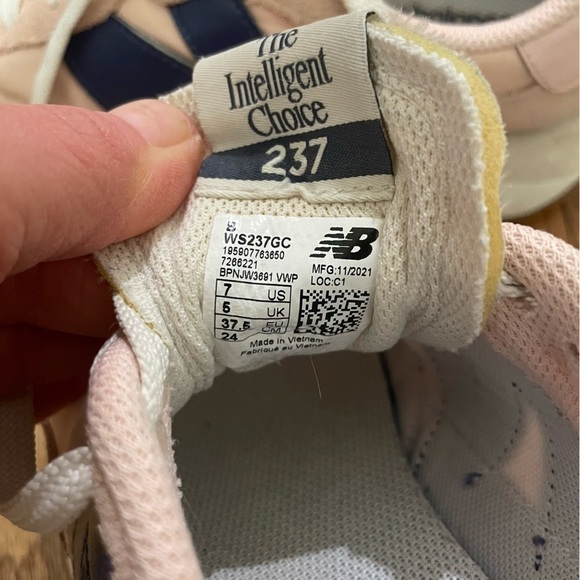 The
Intelligent
Choice
237
B
WS237GC
195907763650
7266221
BPNJW3691 VWP
7 US
5 UK
37.5 EU
24 CM
NB
MFG:11/2021
LOC:C1
Made in Vietnam
Fabriqué au Vietnam